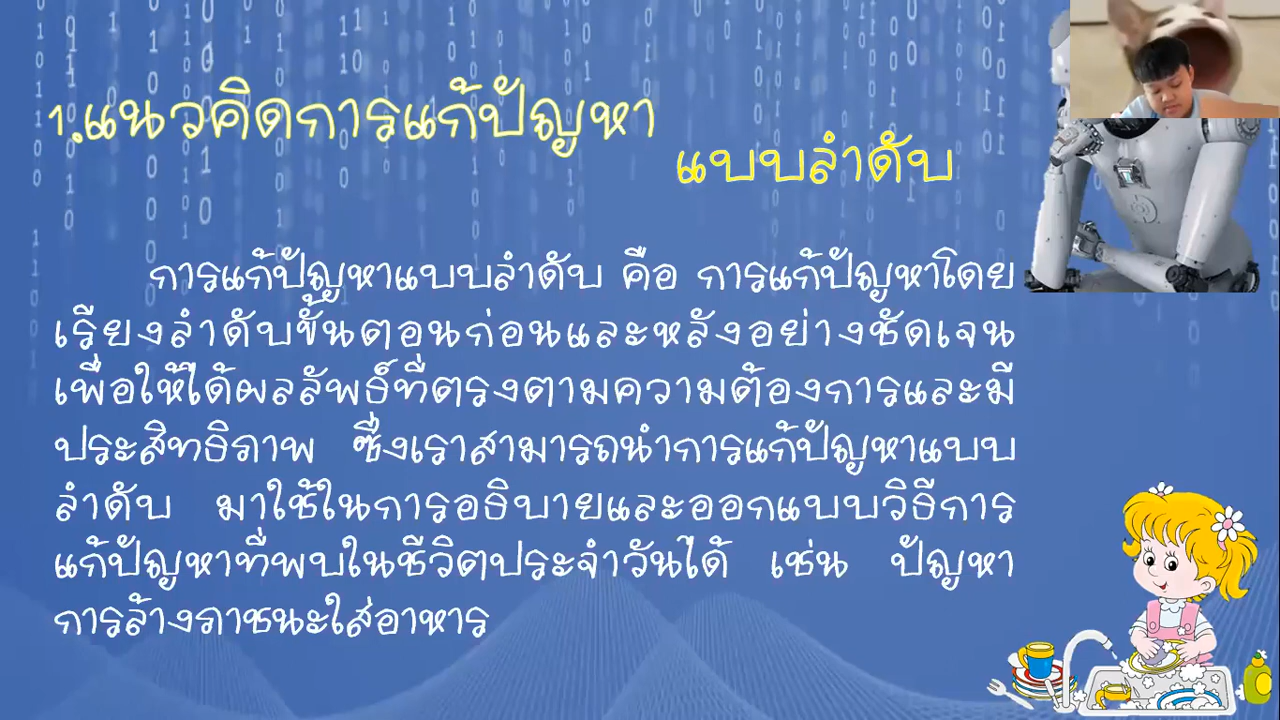 1.แนวคิดการแก้ปัญหา
แบบลำดับ
การแก้ปัญหาแบบลำดับ คือ การแก้ปัญหาโดย
เรียงลำดับขั้นตอนก่อนและหลังอย่างชัดเจน
เพื่อให้ได้ผลลัพธ์ที่ตรงตามความต้องการและมี
ประสิทธิภาพ ซึ่งเราสามารถนำการแก้ปัญหาแบบ
ลำดับ มาใช้ในการอธิบายและออกแบบวิธีการ
แก้ปัญหาที่พบในชีวิตประจำวันได้ เช่น ปัญหา
การล้างภาชนะใส่อาหาร